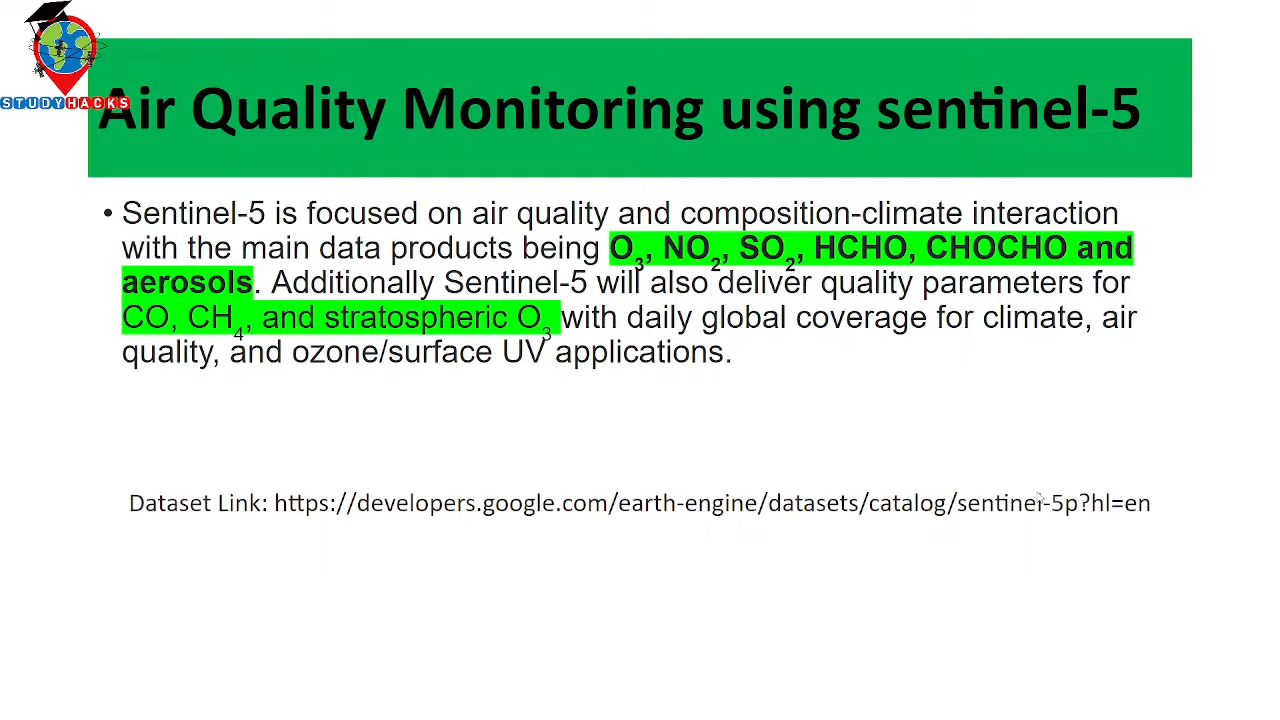 STUDYHACKS
Air Quality Monitoring using sentinel-5
• Sentinel-5 is focused on air quality and composition-climate interaction
with the main data products being O₃, NO₂, SO₂, HCHO, CHOCHO and
aerosols. Additionally Sentinel-5 will also deliver quality parameters for
CO, CH₄, and stratospheric O₃ with daily global coverage for climate, air
quality, and ozone/surface UV applications.
Dataset Link: https://developers.google.com/earth-engine/datasets/catalog/sentinel-5p?hl=en